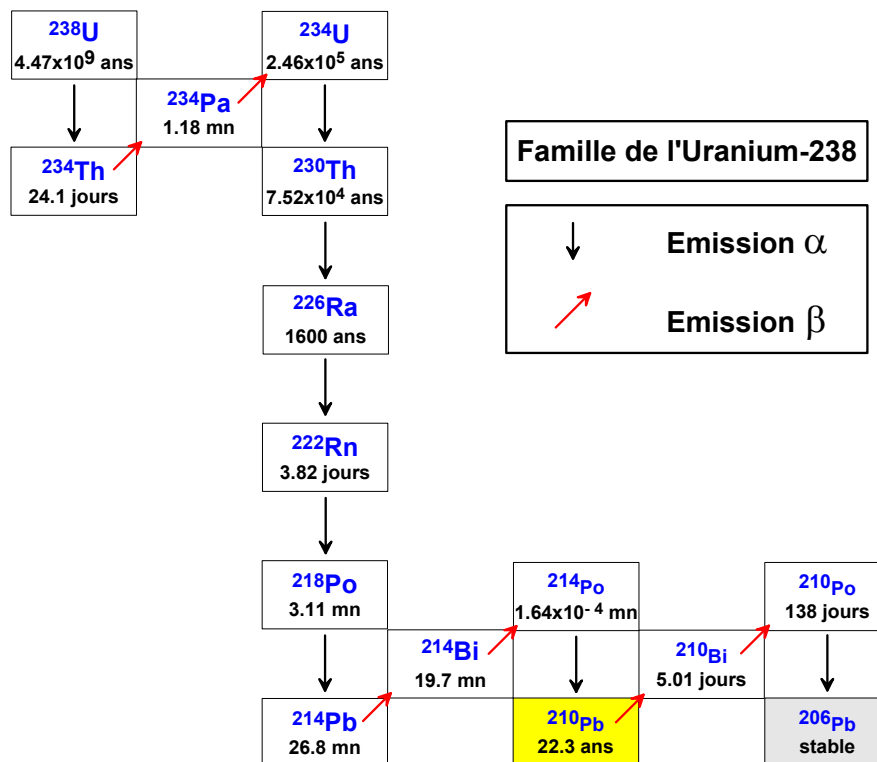 ²³⁸U
4.47x10⁹ ans
²³⁴U
2.46x10⁵ ans
²³⁴Pa
1.18 mn
²³⁴Th
24.1 jours
²³⁰Th
7.52x10⁴ ans
Famille de l'Uranium-238
Emission α
Emission β
²²⁶Ra
1600 ans
²²²Rn
3.82 jours
²¹⁸Po
3.11 mn
²¹⁴Po
1.64x10⁻⁴ mn
²¹⁰Po
138 jours
²¹⁴Bi
19.7 mn
²¹⁰Bi
5.01 jours
²¹⁴Pb
26.8 mn
²¹⁰Pb
22.3 ans
²⁰⁶Pb
stable